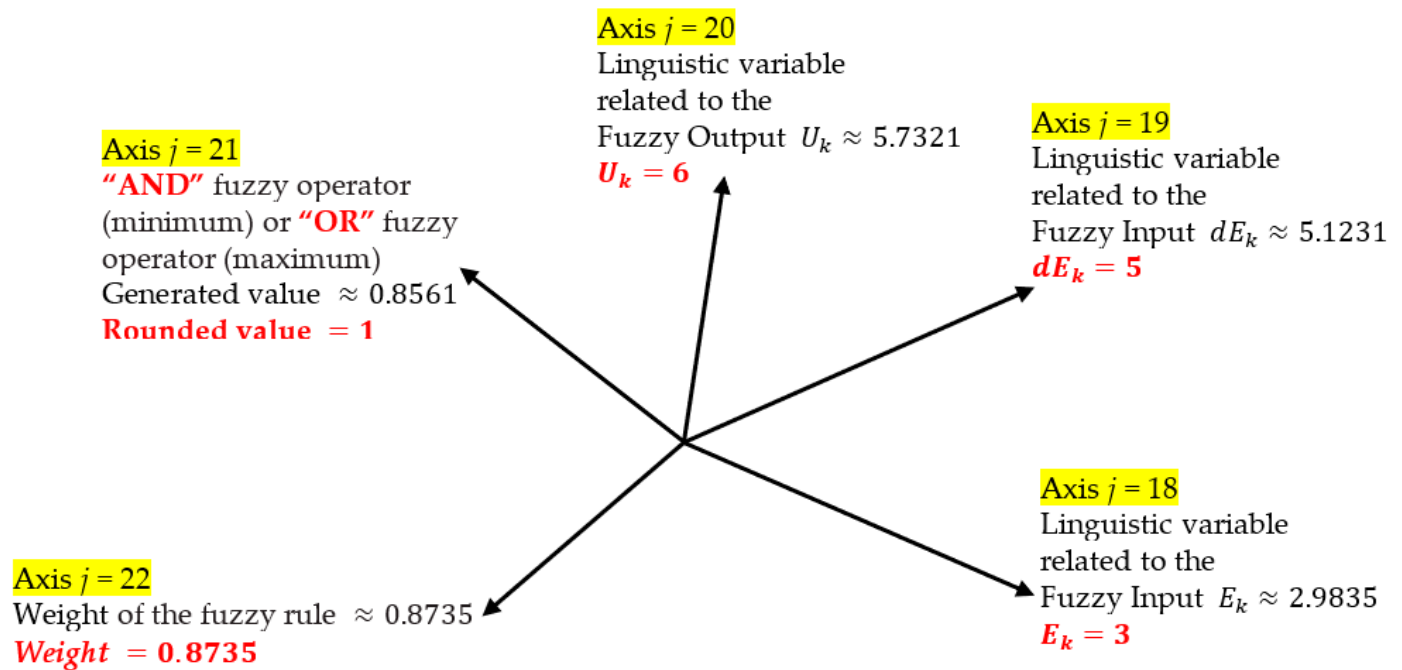 Axis j = 20
Linguistic variable
related to the
Fuzzy Output U_k ≈ 5.7321
U_k = 6
Axis j = 19
Linguistic variable
related to the
Fuzzy Input dE_k ≈ 5.1231
dE_k = 5
Axis j = 21
“AND” fuzzy operator
(minimum) or “OR” fuzzy
operator (maximum)
Generated value ≈ 0.8561
Rounded value = 1
Axis j = 18
Linguistic variable
related to the
Fuzzy Input E_k ≈ 2.9835
E_k = 3
Axis j = 22
Weight of the fuzzy rule ≈ 0.8735
Weight = 0.8735